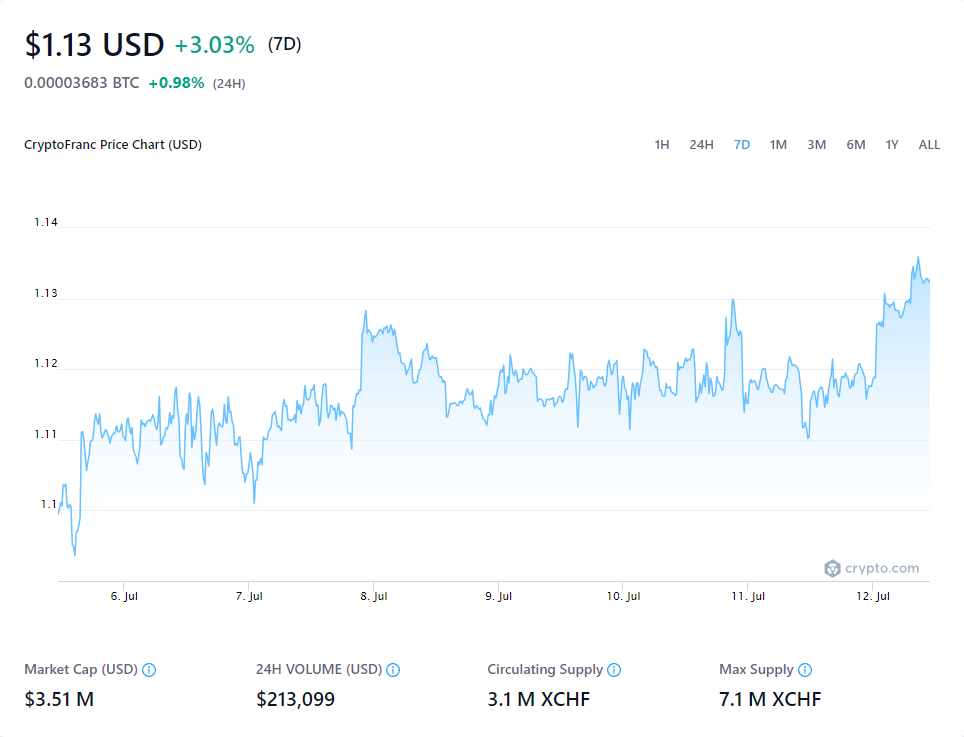 $1.13 USD +3.03% (7D)
0.00003683 BTC +0.98% (24H)
CryptoFranc Price Chart (USD) 1H 24H 7D 1M 3M 6M 1Y ALL
1.14
1.13
1.12
1.11
1.1
crypto.com
6. Jul 7. Jul 8. Jul 9. Jul 10. Jul 11. Jul 12. Jul
Market Cap (USD) 24H VOLUME (USD) Circulating Supply Max Supply
$3.51 M $213,099 3.1 M XCHF 7.1 M XCHF